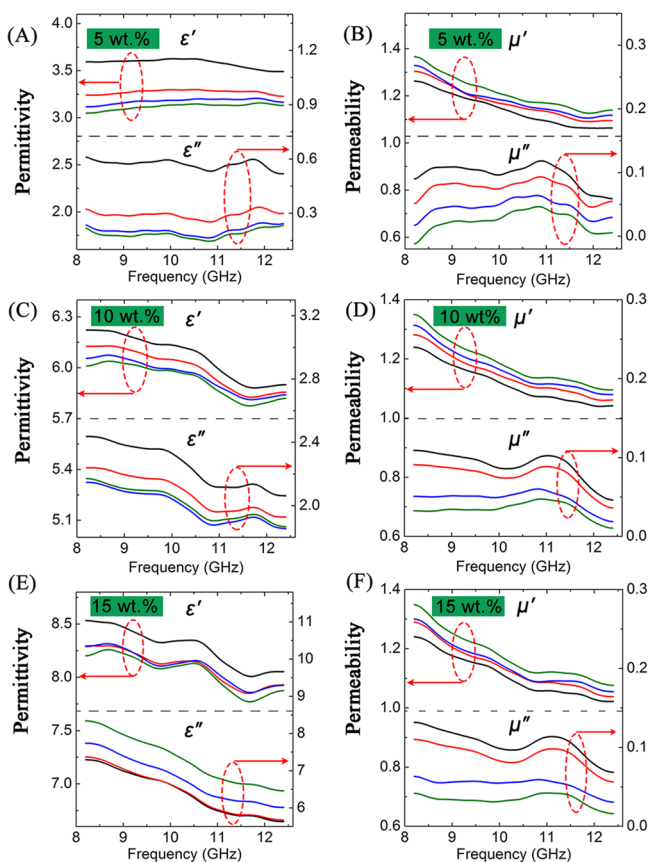 (A) 5 wt.% ε′
Permittivity
4.0
3.5
3.0
2.5
2.0
1.2
0.9
0.6
0.3
ε″
8 9 10 11 12
Frequency (GHz)
(B) 5 wt.% μ′
Permeability
1.4
1.2
1.0
0.8
0.6
0.3
0.2
0.1
0.0
μ″
8 9 10 11 12
Frequency (GHz)
(C) 10 wt.% ε′
Permittivity
6.3
6.0
5.7
5.4
5.1
3.2
2.8
2.4
2.0
ε″
8 9 10 11 12
Frequency (GHz)
(D) 10 wt% μ′
Permeability
1.4
1.2
1.0
0.8
0.6
0.3
0.2
0.1
0.0
μ″
8 9 10 11 12
Frequency (GHz)
(E) 15 wt.% ε′
Permittivity
8.5
8.0
7.5
7.0
11
10
9
8
7
6
ε″
8 9 10 11 12
Frequency (GHz)
(F) 15 wt.% μ′
Permeability
1.4
1.2
1.0
0.8
0.6
0.3
0.2
0.1
0.0
μ″
8 9 10 11 12
Frequency (GHz)